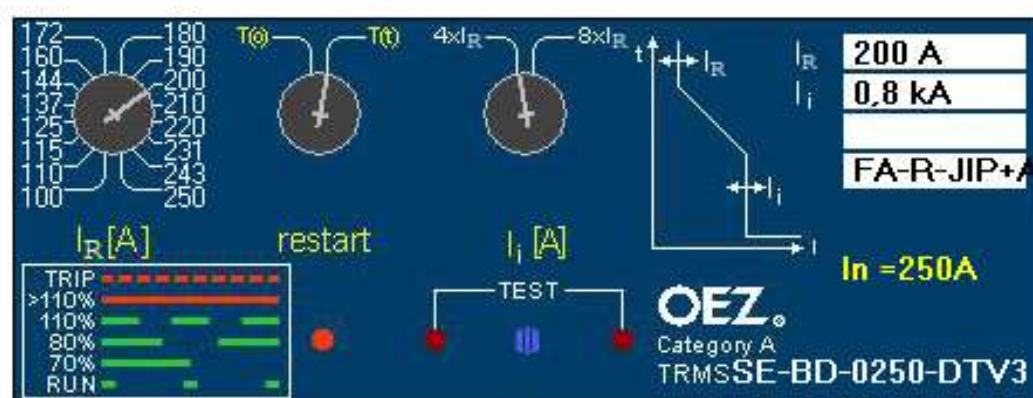 172 180 T(o) T(t) 4xIR 8xIR t IR IR 200 A
160 190
144 200 Ii 0,8 kA
137 210
125 220
115 231 FA-R-JIP+A
110 243 Ii
100 250
IR[A] restart Ii [A] I
In =250A
TRIP
>110% TEST
110% OEZ
80% Category A
70% TRMS SE-BD-0250-DTV3
RUN